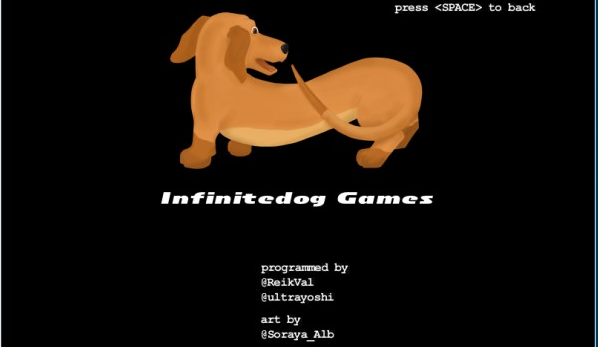 press <SPACE> to back
Infinitedog Games
programmed by
@ReikVal
@ultrayoshi
art by
@Soraya_Alb